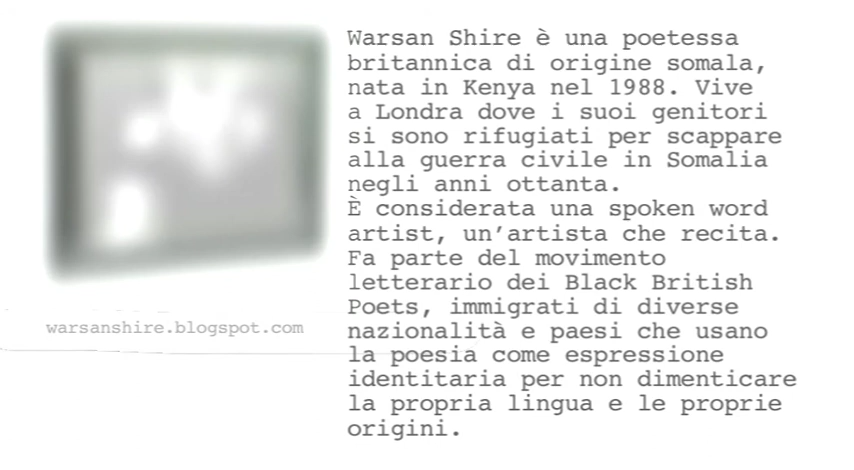 Warsan Shire è una poetessa
britannica di origine somala,
nata in Kenya nel 1988. Vive
a Londra dove i suoi genitori
si sono rifugiati per scappare
alla guerra civile in Somalia
negli anni ottanta.
È considerata una spoken word
artist, un'artista che recita.
Fa parte del movimento
letterario dei Black British
Poets, immigrati di diverse
nazionalità e paesi che usano
la poesia come espressione
identitaria per non dimenticare
la propria lingua e le proprie
origini.
warsanshire.blogspot.com